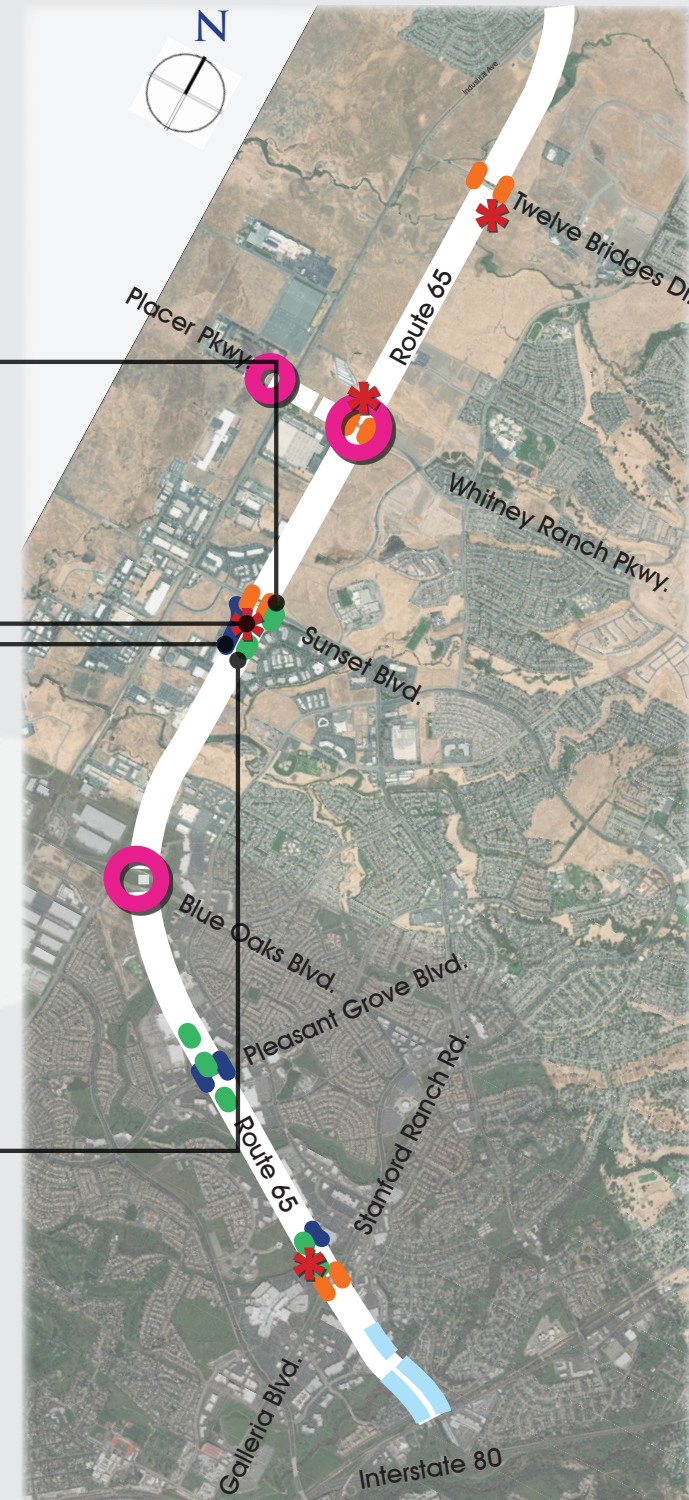 N
Industrial Ave
Twelve Bridges Dr
Route 65
Placer Pkwy.
Whitney Ranch Pkwy.
Sunset Blvd.
Blue Oaks Blvd.
Pleasant Grove Blvd.
Stanford Ranch Rd.
Route 65
Galleria Blvd.
Interstate 80